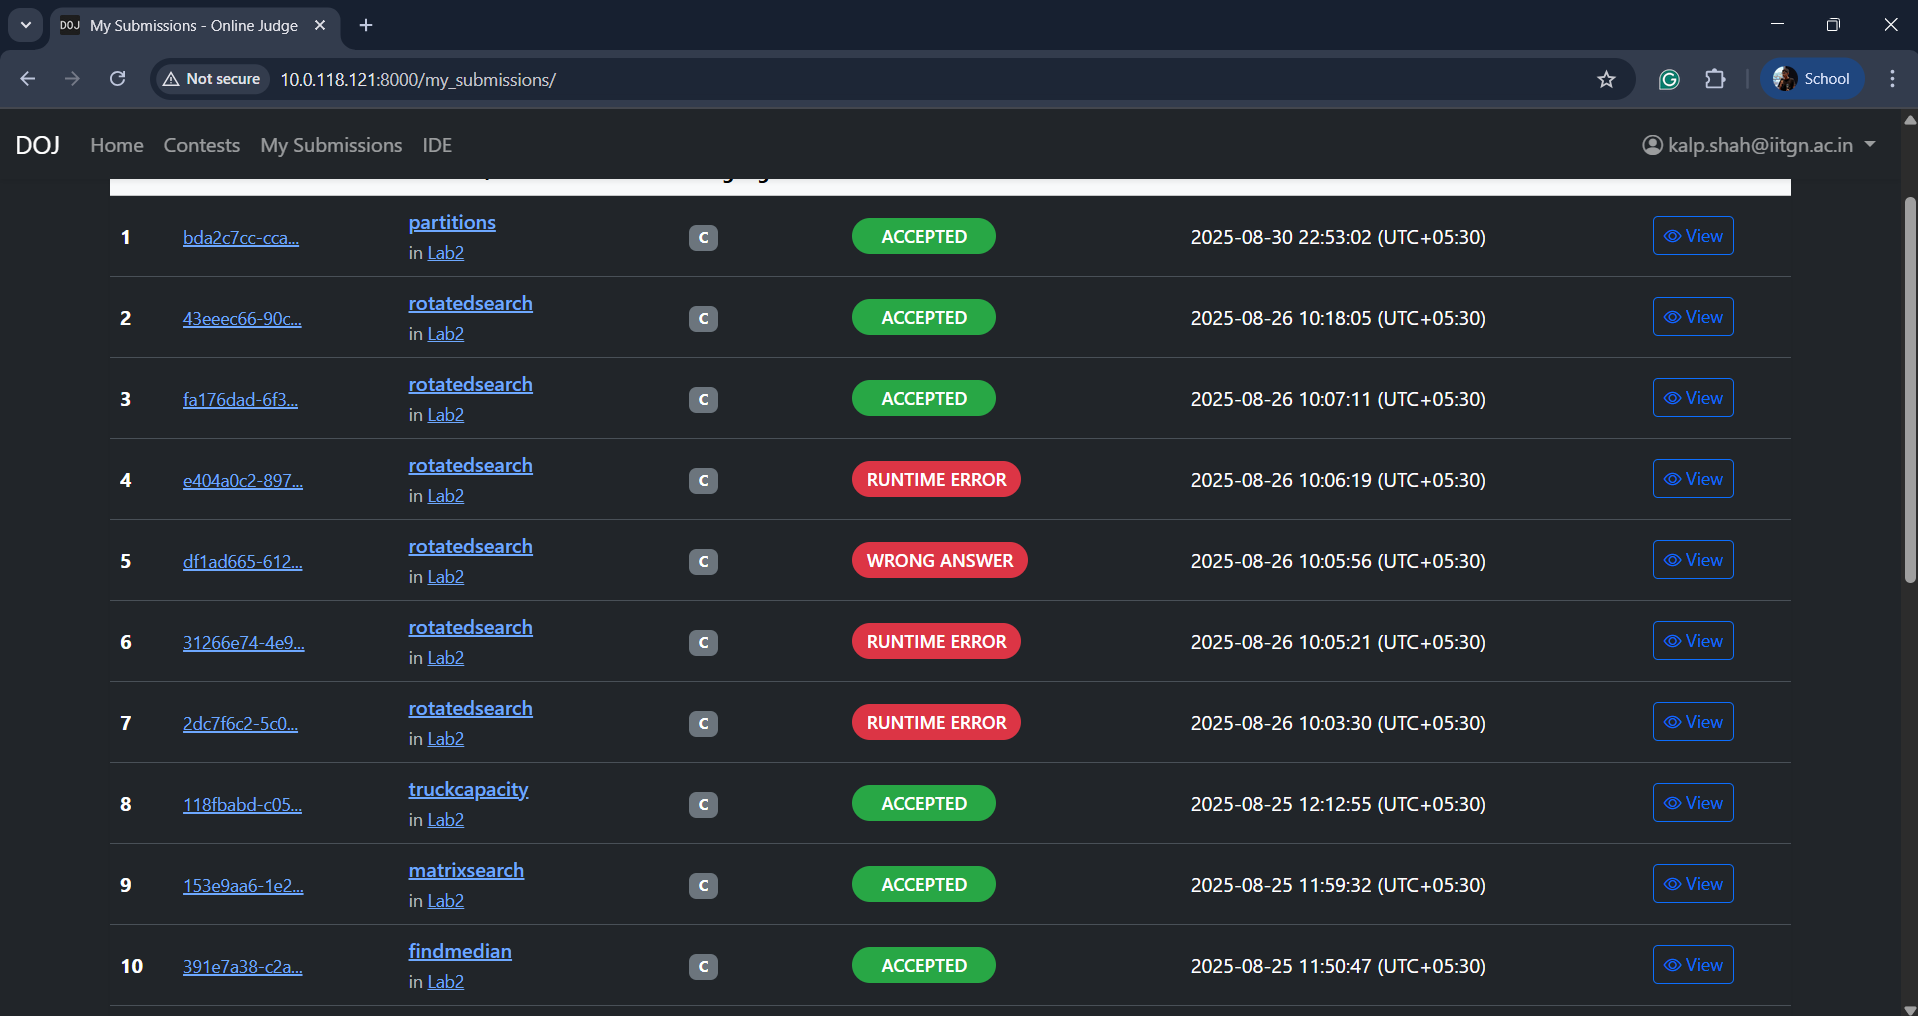 DOJ My Submissions - Online Judge
Not secure 10.0.118.121:8000/my_submissions/ School
DOJ Home Contests My Submissions IDE kalp.shah@iitgn.ac.in
1 bda2c7cc-cca... partitions C ACCEPTED 2025-08-30 22:53:02 (UTC+05:30) View
in Lab2
2 43eeec66-90c... rotatedsearch C ACCEPTED 2025-08-26 10:18:05 (UTC+05:30) View
in Lab2
3 fa176dad-6f3... rotatedsearch C ACCEPTED 2025-08-26 10:07:11 (UTC+05:30) View
in Lab2
4 e404a0c2-897... rotatedsearch C RUNTIME ERROR 2025-08-26 10:06:19 (UTC+05:30) View
in Lab2
5 df1ad665-612... rotatedsearch C WRONG ANSWER 2025-08-26 10:05:56 (UTC+05:30) View
in Lab2
6 31266e74-4e9... rotatedsearch C RUNTIME ERROR 2025-08-26 10:05:21 (UTC+05:30) View
in Lab2
7 2dc7f6c2-5c0... rotatedsearch C RUNTIME ERROR 2025-08-26 10:03:30 (UTC+05:30) View
in Lab2
8 118fbabd-c05... truckcapacity C ACCEPTED 2025-08-25 12:12:55 (UTC+05:30) View
in Lab2
9 153e9aa6-1e2... matrixsearch C ACCEPTED 2025-08-25 11:59:32 (UTC+05:30) View
in Lab2
10 391e7a38-c2a... findmedian C ACCEPTED 2025-08-25 11:50:47 (UTC+05:30) View
in Lab2